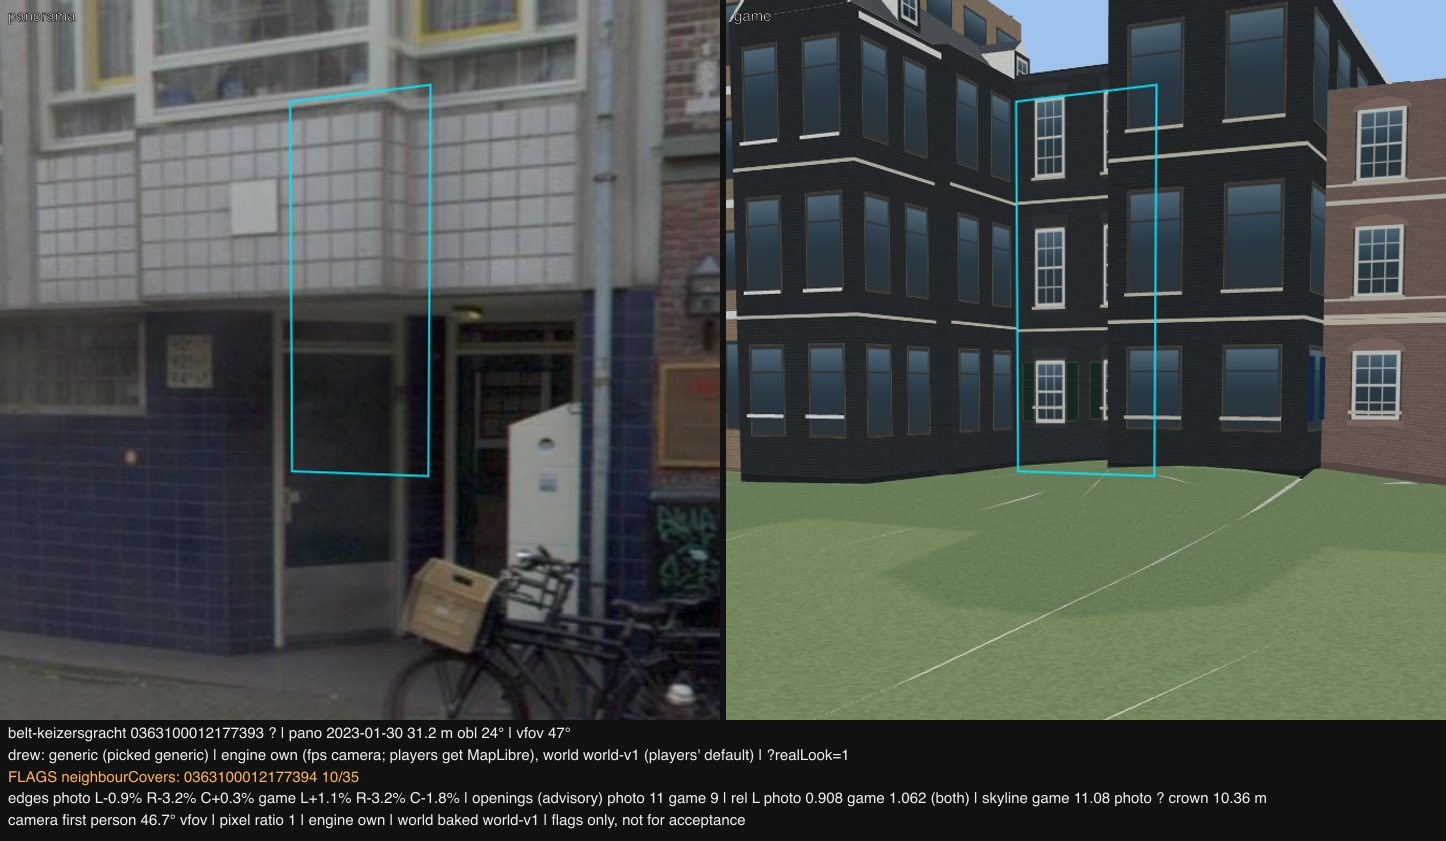 panorama
game
belt-keizersgracht 0363100012177393 ? | pano 2023-01-30 31.2 m obl 24° | vfov 47°
drew: generic (picked generic) | engine own (fps camera; players get MapLibre), world world-v1 (players' default) | ?realLook=1
FLAGS neighbourCovers: 0363100012177394 10/35
edges photo L-0.9% R-3.2% C+0.3% game L+1.1% R-3.2% C-1.8% | openings (advisory) photo 11 game 9 | rel L photo 0.908 game 1.062 (both) | skyline game 11.08 photo ? crown 10.36 m
camera first person 46.7° vfov | pixel ratio 1 | engine own | world baked world-v1 | flags only, not for acceptance